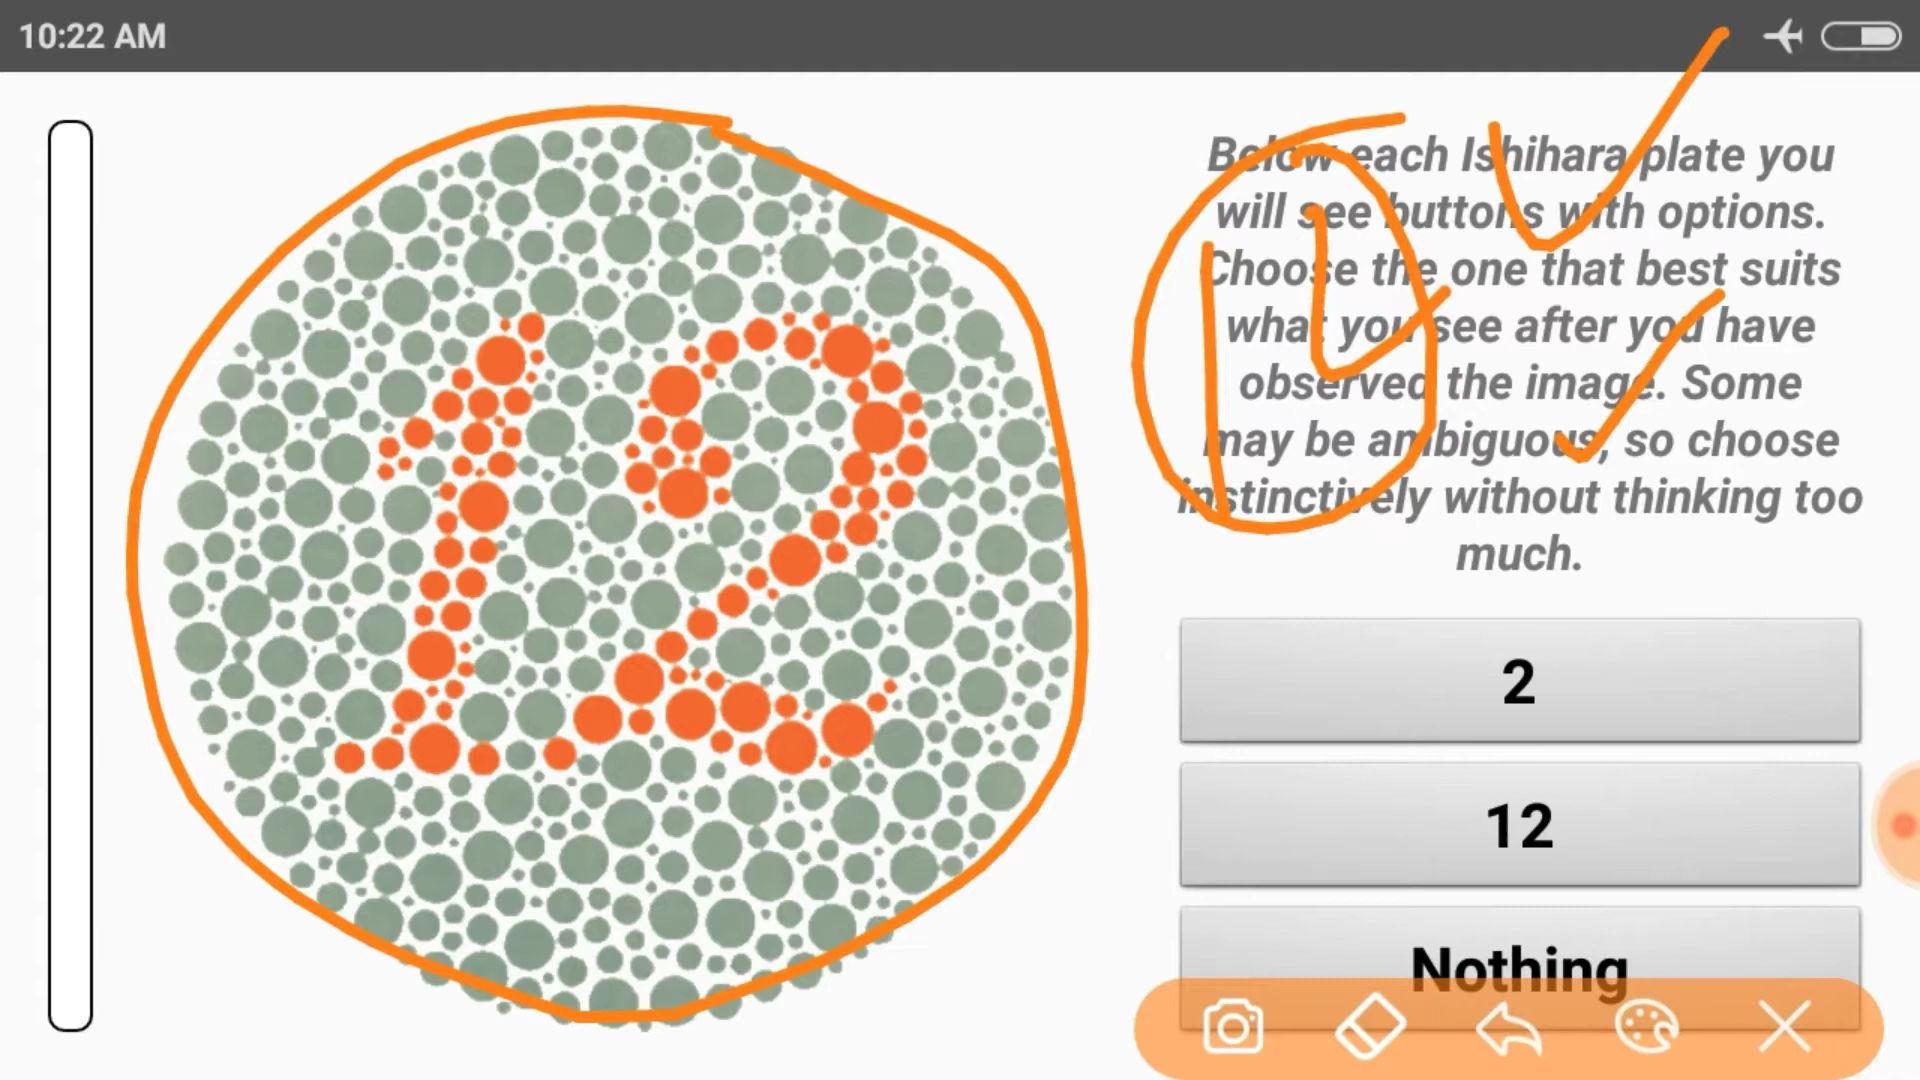 10:22 AM
12
Below each Ishihara plate you
will see buttons with options.
Choose the one that best suits
what you see after you have
observed the image. Some
may be ambiguous, so choose
instinctively without thinking too
much.
2
12
Nothing